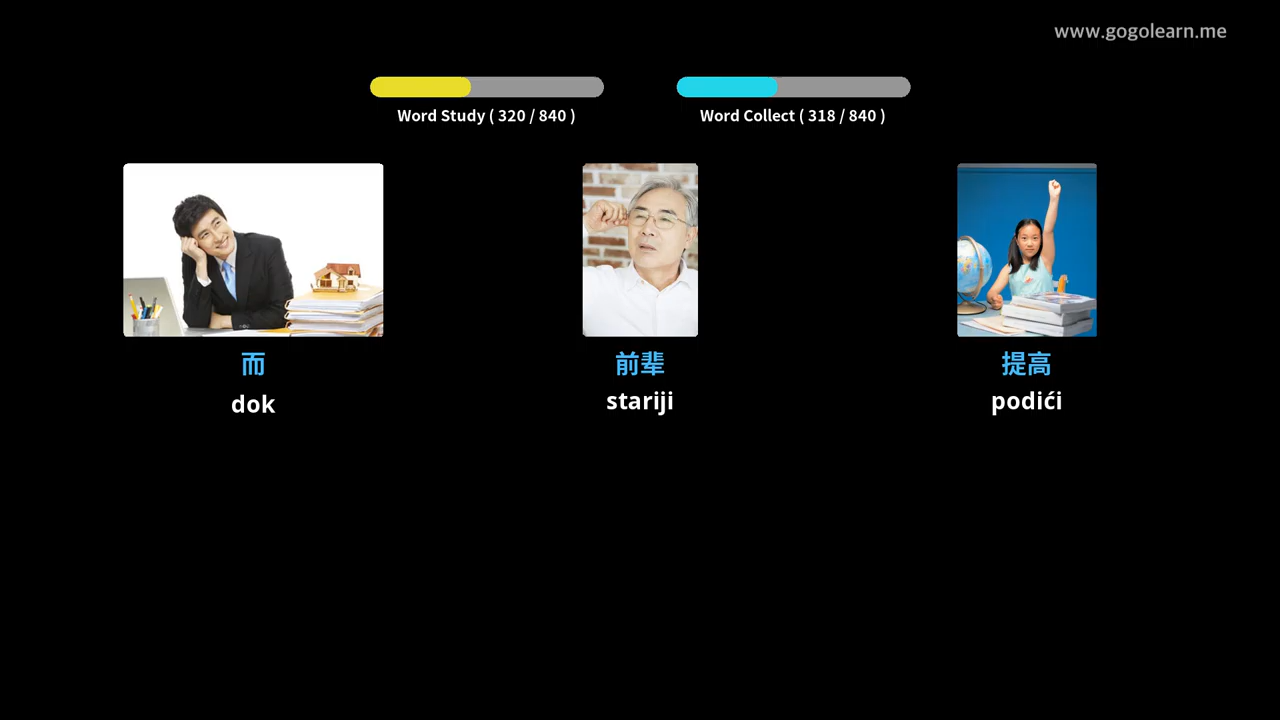 www.gogolearn.me
Word Study ( 320 / 840 )
Word Collect ( 318 / 840 )
而
dok
前辈
stariji
提高
podići